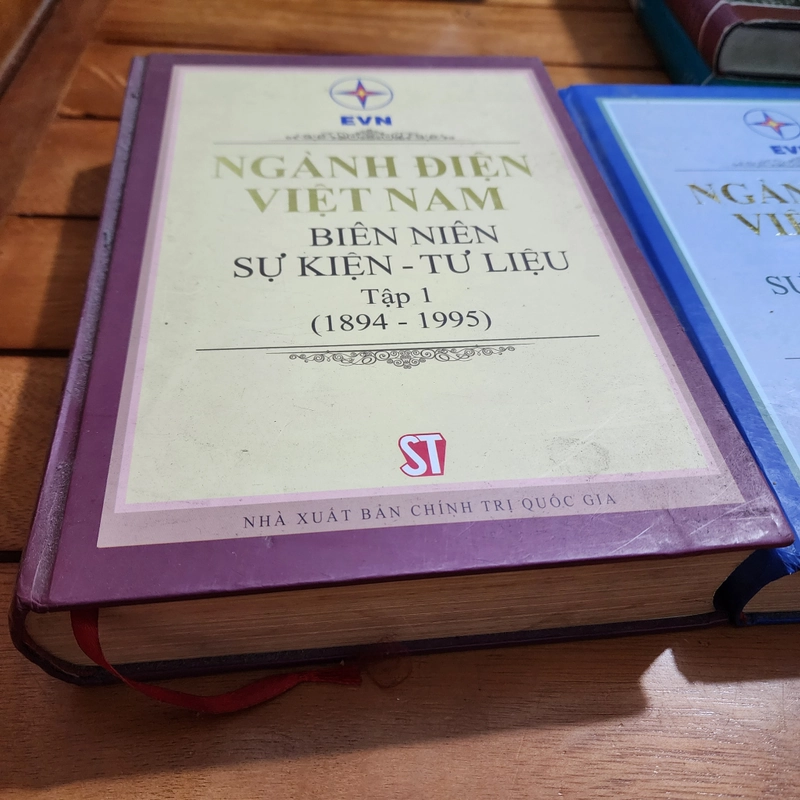 EVN
NGÀNH ĐIỆN
VIỆT NAM
BIÊN NIÊN
SỰ KIỆN - TƯ LIỆU
Tập 1
(1894 - 1995)
ST
NHÀ XUẤT BẢN CHÍNH TRỊ QUỐC GIA